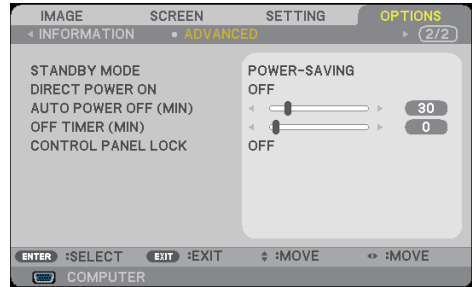 IMAGE SCREEN SETTING OPTIONS
INFORMATION • ADVANCED (2/2)
STANDBY MODE POWER-SAVING
DIRECT POWER ON OFF
AUTO POWER OFF (MIN) 30
OFF TIMER (MIN) 0
CONTROL PANEL LOCK OFF
ENTER :SELECT EXIT :EXIT :MOVE :MOVE
COMPUTER